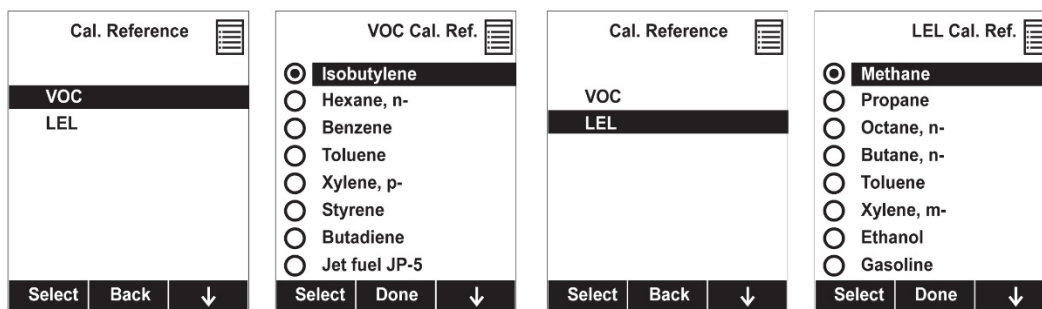 Cal. Reference
VOC
LEL
Select Back ↓
VOC Cal. Ref.
Isobutylene
Hexane, n-
Benzene
Toluene
Xylene, p-
Styrene
Butadiene
Jet fuel JP-5
Select Done ↓
Cal. Reference
VOC
LEL
Select Back ↓
LEL Cal. Ref.
Methane
Propane
Octane, n-
Butane, n-
Toluene
Xylene, m-
Ethanol
Gasoline
Select Done ↓